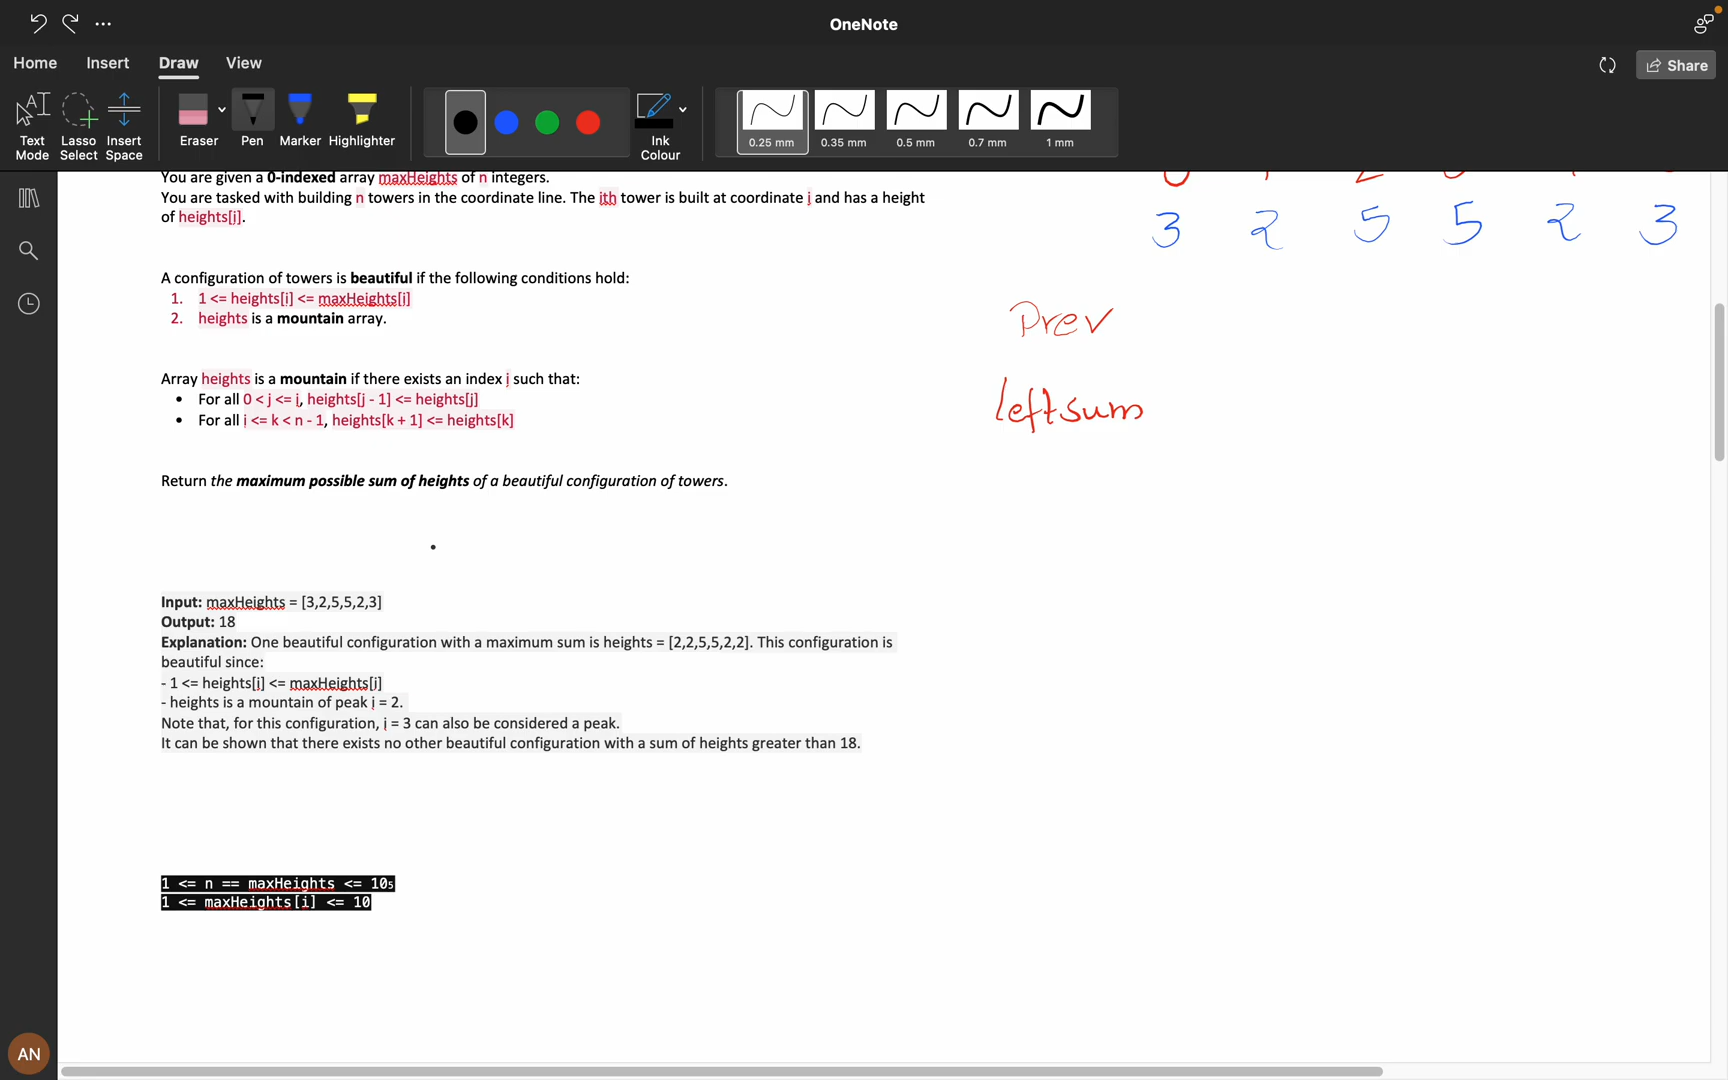 OneNote
Home Insert Draw View
Share
Text Mode
Lasso Select
Insert Space
Eraser
Pen
Marker
Highlighter
Ink Colour
0.25 mm
0.35 mm
0.5 mm
0.7 mm
1 mm
You are given a 0-indexed array maxHeights of n integers.
You are tasked with building n towers in the coordinate line. The ith tower is built at coordinate i and has a height
of heights[i].
A configuration of towers is beautiful if the following conditions hold:
1. 1 <= heights[i] <= maxHeights[i]
2. heights is a mountain array.
Array heights is a mountain if there exists an index i such that:
• For all 0 < j <= i, heights[j - 1] <= heights[j]
• For all i <= k < n - 1, heights[k + 1] <= heights[k]
Return the maximum possible sum of heights of a beautiful configuration of towers.
Input: maxHeights = [3,2,5,5,2,3]
Output: 18
Explanation: One beautiful configuration with a maximum sum is heights = [2,2,5,5,2,2]. This configuration is
beautiful since:
- 1 <= heights[i] <= maxHeights[i]
- heights is a mountain of peak i = 2.
Note that, for this configuration, i = 3 can also be considered a peak.
It can be shown that there exists no other beautiful configuration with a sum of heights greater than 18.
1 <= n == maxHeights <= 105
1 <= maxHeights[i] <= 10
3 2 5 5 2 3
Prev
leftsum
AN